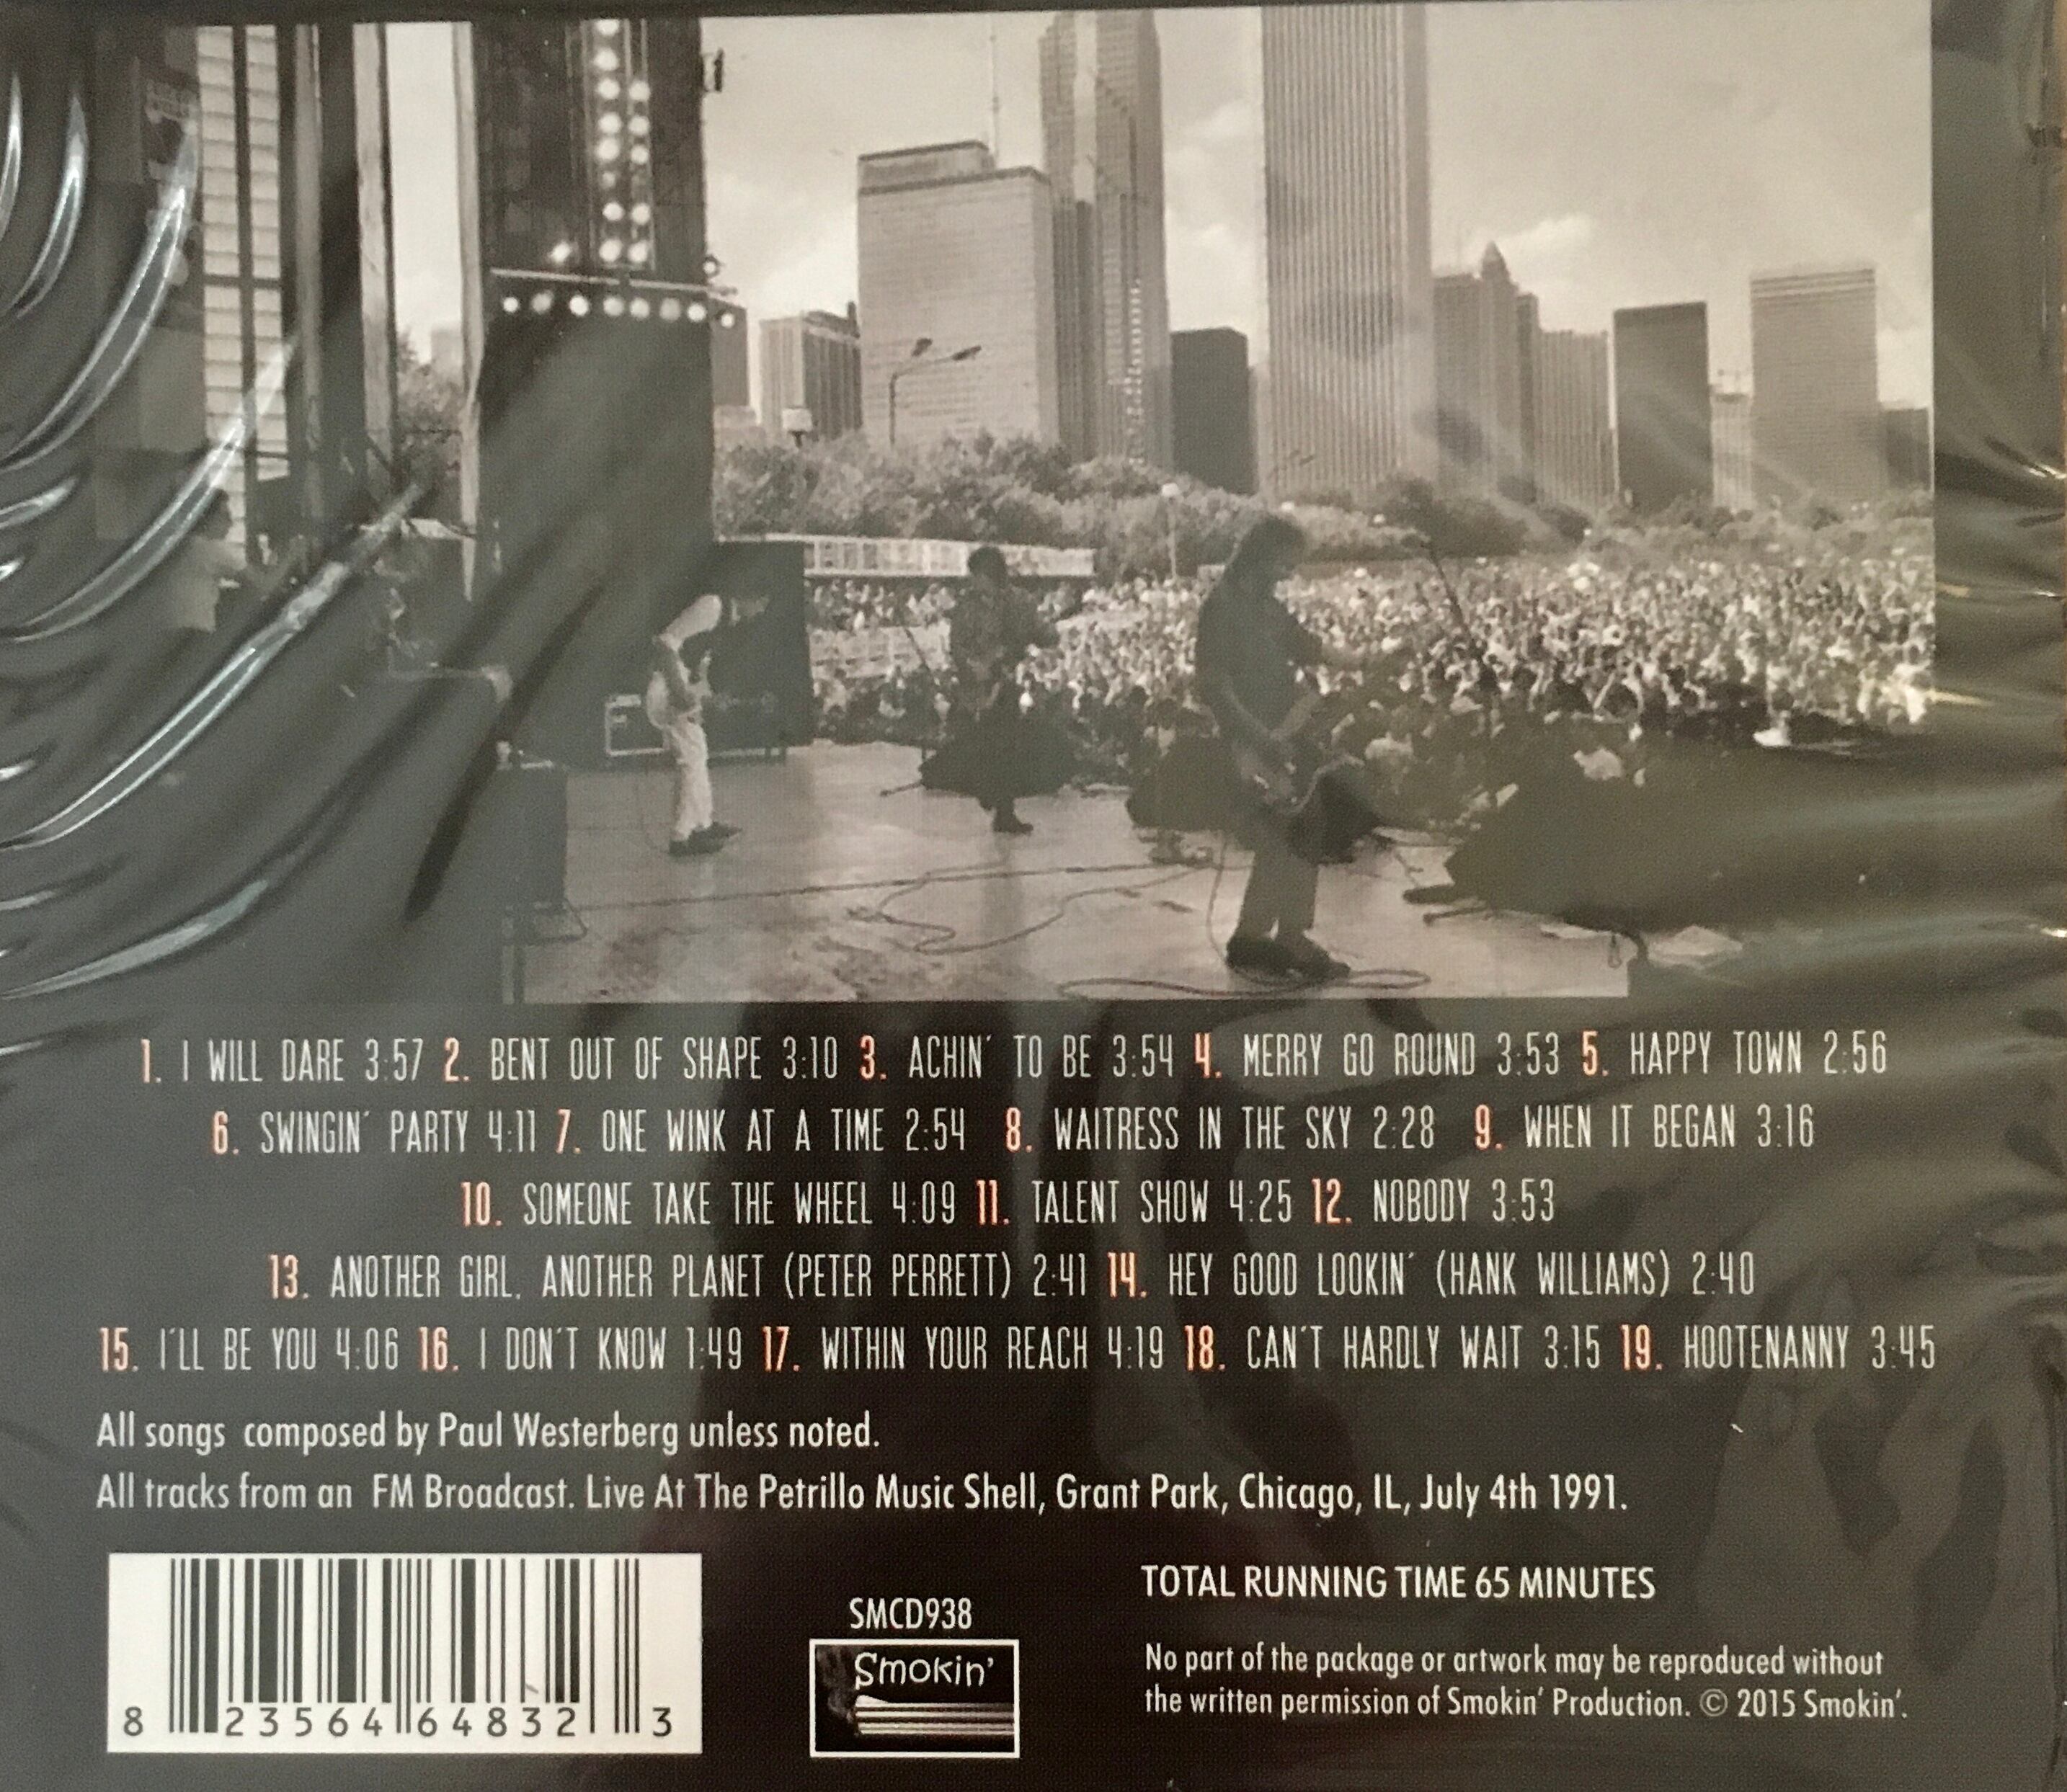 1. I WILL DARE 3:57 2. BENT OUT OF SHAPE 3:10 3. ACHIN´ TO BE 3:54 4. MERRY GO ROUND 3:53 5. HAPPY TOWN 2:56
6. SWINGIN´ PARTY 4:11 7. ONE WINK AT A TIME 2:54 8. WAITRESS IN THE SKY 2:28 9. WHEN IT BEGAN 3:16
10. SOMEONE TAKE THE WHEEL 4:09 11. TALENT SHOW 4:25 12. NOBODY 3:53
13. ANOTHER GIRL, ANOTHER PLANET (PETER PERRETT) 2:41 14. HEY GOOD LOOKIN´ (HANK WILLIAMS) 2:40
15. I´LL BE YOU 4:06 16. I DON´T KNOW 1:49 17. WITHIN YOUR REACH 4:19 18. CAN´T HARDLY WAIT 3:15 19. HOOTENANNY 3:45
All songs composed by Paul Westerberg unless noted.
All tracks from an FM Broadcast. Live At The Petrillo Music Shell, Grant Park, Chicago, IL, July 4th 1991.
8 23564 64832 3
SMCD938
Smokin'
TOTAL RUNNING TIME 65 MINUTES
No part of the package or artwork may be reproduced without
the written permission of Smokin' Production. © 2015 Smokin'.